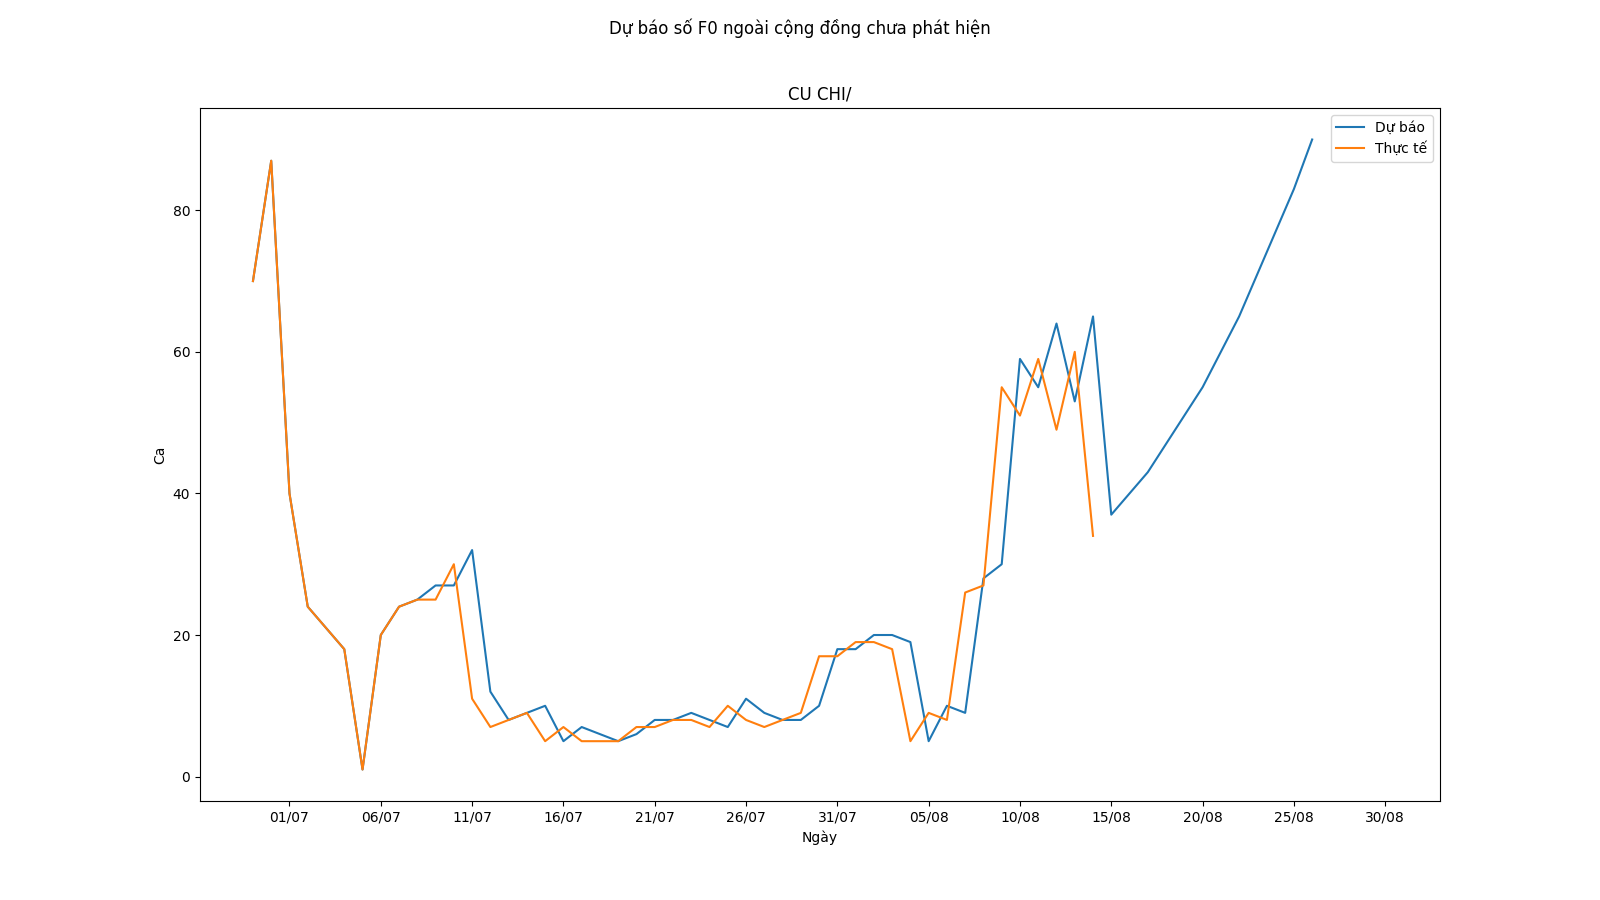 Dự báo số F0 ngoài cộng đồng chưa phát hiện
CU CHI/
Dự báo
Thực tế
Ca
80
60
40
20
0
01/07 06/07 11/07 16/07 21/07 26/07 31/07 05/08 10/08 15/08 20/08 25/08 30/08
Ngày